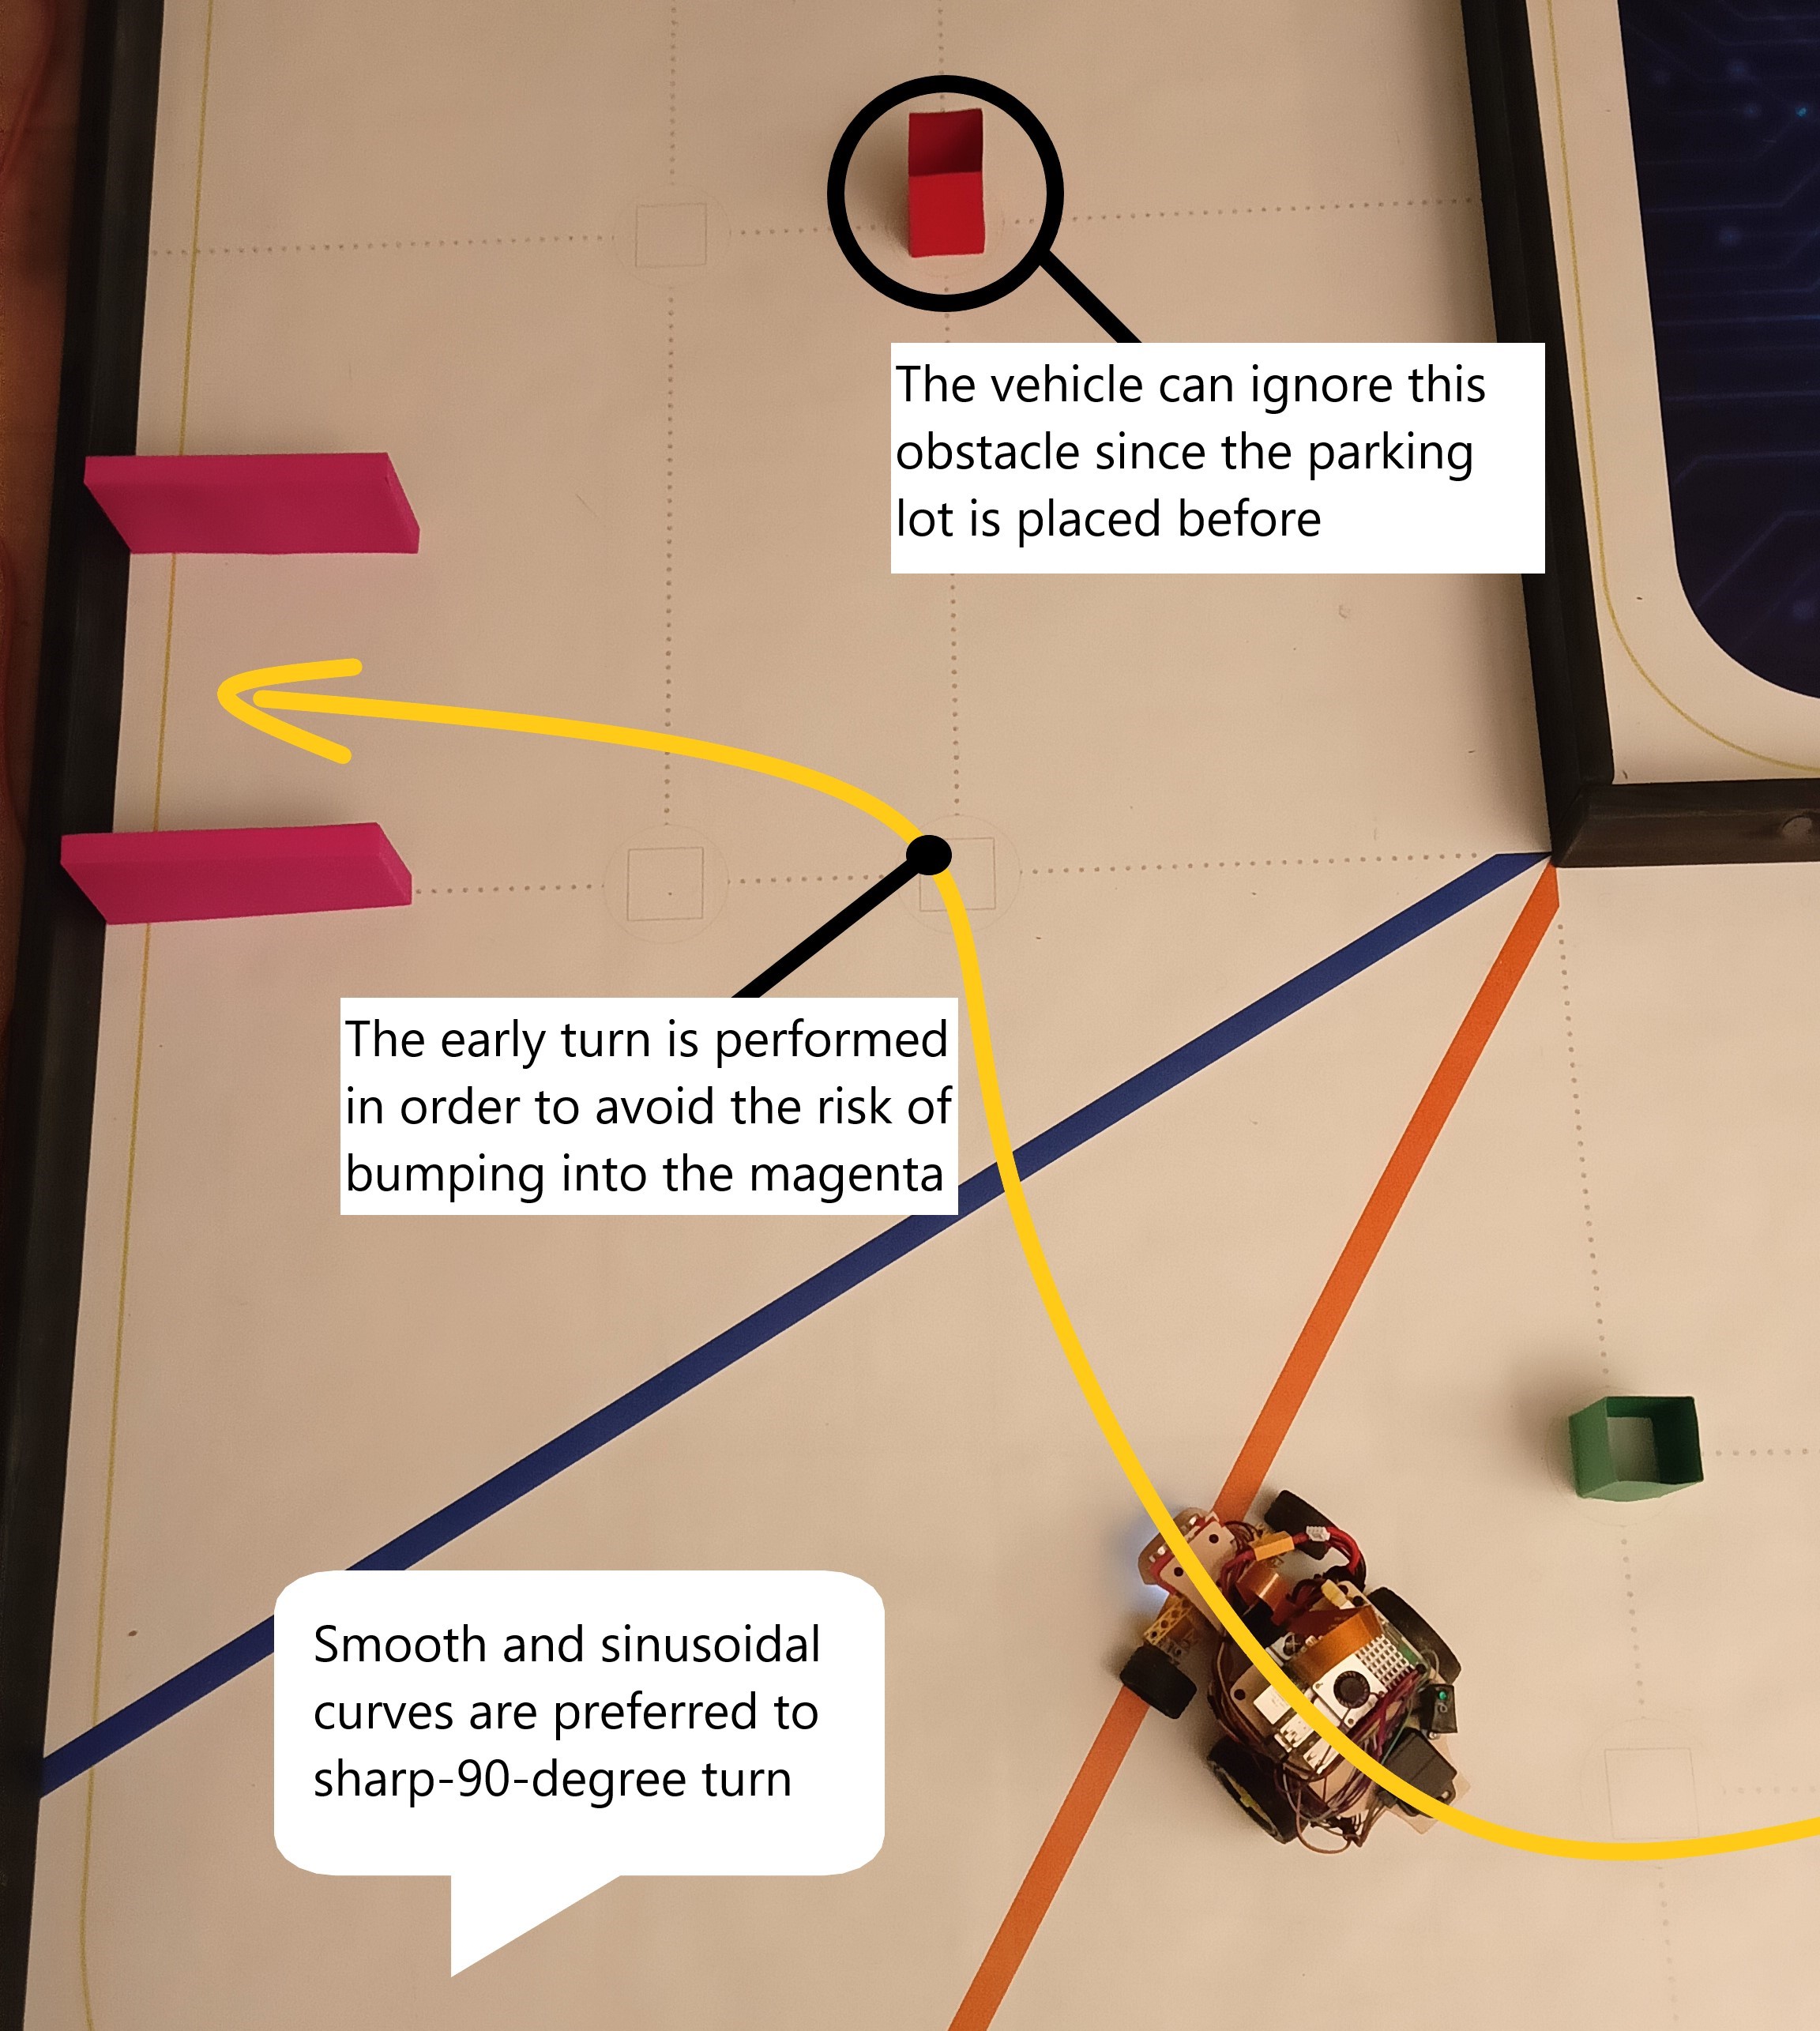 The vehicle can ignore this
obstacle since the parking
lot is placed before
The early turn is performed
in order to avoid the risk of
bumping into the magenta
Smooth and sinusoidal
curves are preferred to
sharp-90-degree turn